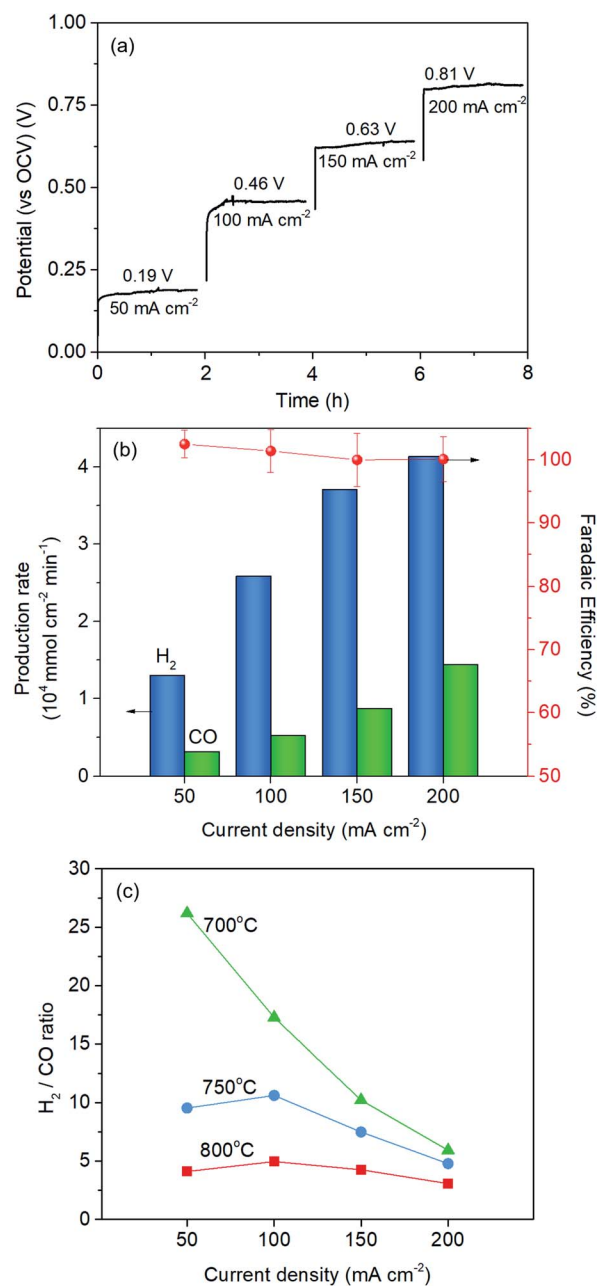 (a)
1.00
0.75
0.50
0.25
0.00
Potential (vs OCV) (V)
0.19 V
50 mA cm⁻²
0.46 V
100 mA cm⁻²
0.63 V
150 mA cm⁻²
0.81 V
200 mA cm⁻²
0 2 4 6 8
Time (h)
(b)
4
3
2
1
0
Production rate
(10⁴ mmol cm⁻² min⁻¹)
H₂
CO
100
95
90
85
80
75
70
65
60
55
50
Faradaic Efficiency (%)
50 100 150 200
Current density (mA cm⁻²)
(c)
30
25
20
15
10
5
0
H₂ / CO ratio
700°C
750°C
800°C
50 100 150 200
Current density (mA cm⁻²)